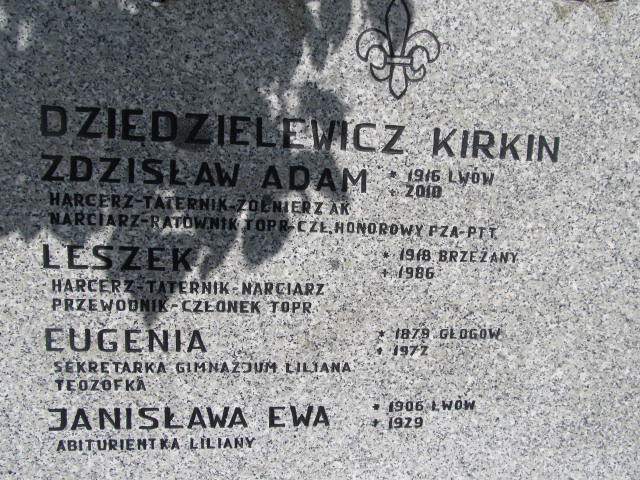 DZIĘDZIELEWICZ KIRKIN
ZDZISŁAW ADAM * 1916 LWÓW
+ 2010
HARCERZ-TATERNIK-ŻOŁNIERZ AK
NARCIARZ-RATOWNIK TOPR-CZŁ.HONOROWY PZA-PTT
LESZEK * 1918 BRZEŻANY
+ 1986
HARCERZ-TATERNIK-NARCIARZ
PRZEWODNIK-CZŁONEK TOPR
EUGENIA * 1879 GŁOGÓW
+ 1972
SEKRETARKA GIMNAZJUM LILIANA
TEOZOFKA
JANISŁAWA EWA * 1906 LWÓW
+ 1929
ABITURIENTKA LILIANY